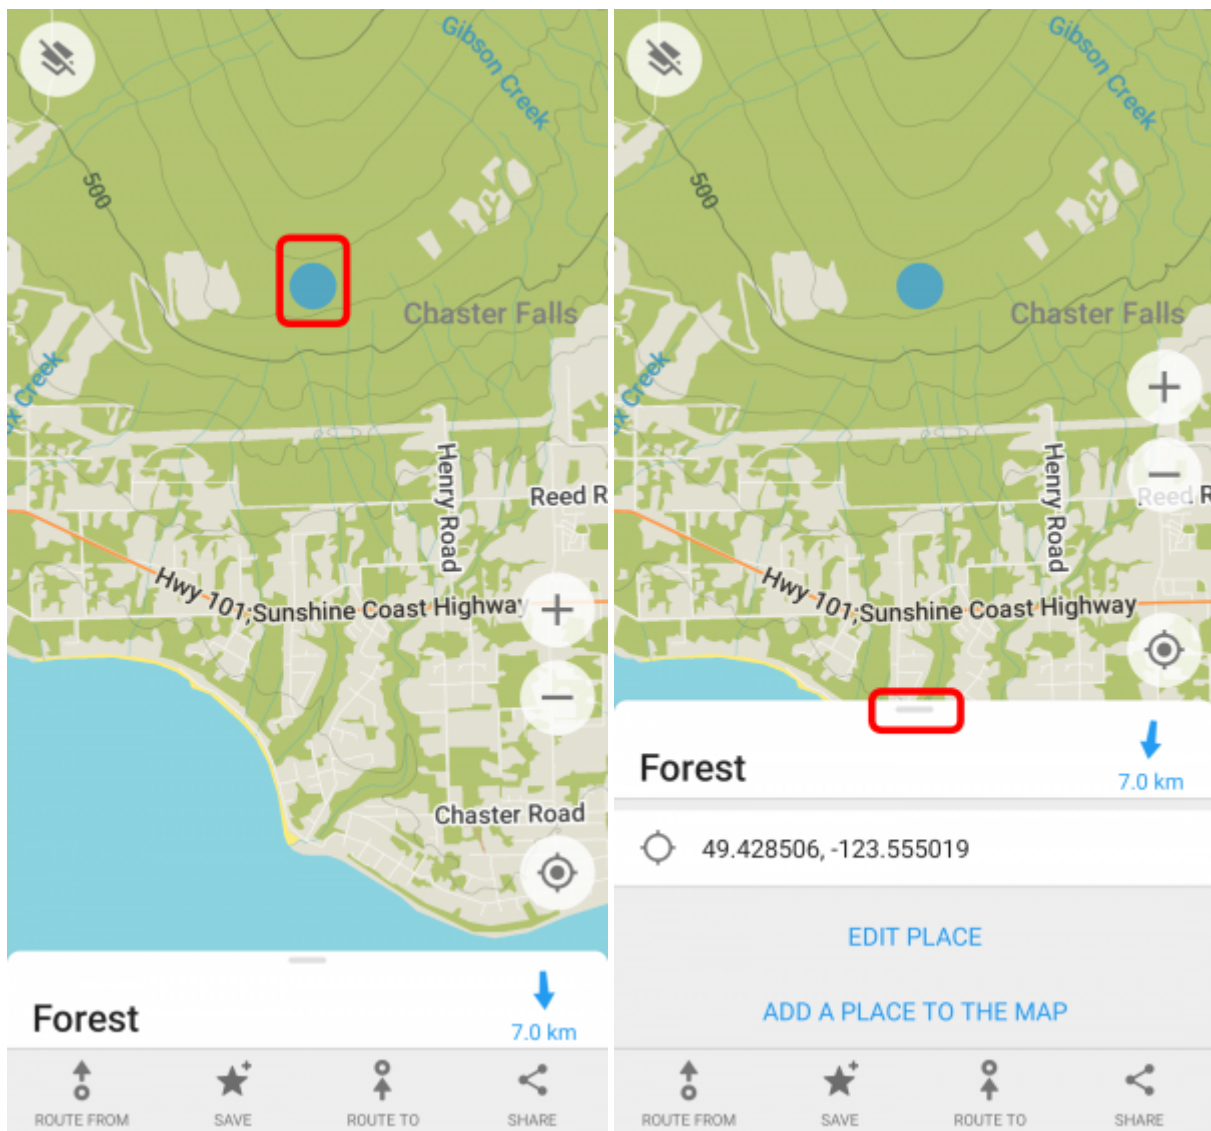 Gibson Creek
500
Chaster Falls
Creek
Henry Road
Reed R
Hwy 101;Sunshine Coast Highway
Chaster Road
Forest
7.0 km
ROUTE FROM
SAVE
ROUTE TO
SHARE
Gibson Creek
500
Chaster Falls
Creek
Henry Road
Reed R
Hwy 101;Sunshine Coast Highway
Forest
7.0 km
49.428506, -123.555019
EDIT PLACE
ADD A PLACE TO THE MAP
ROUTE FROM
SAVE
ROUTE TO
SHARE